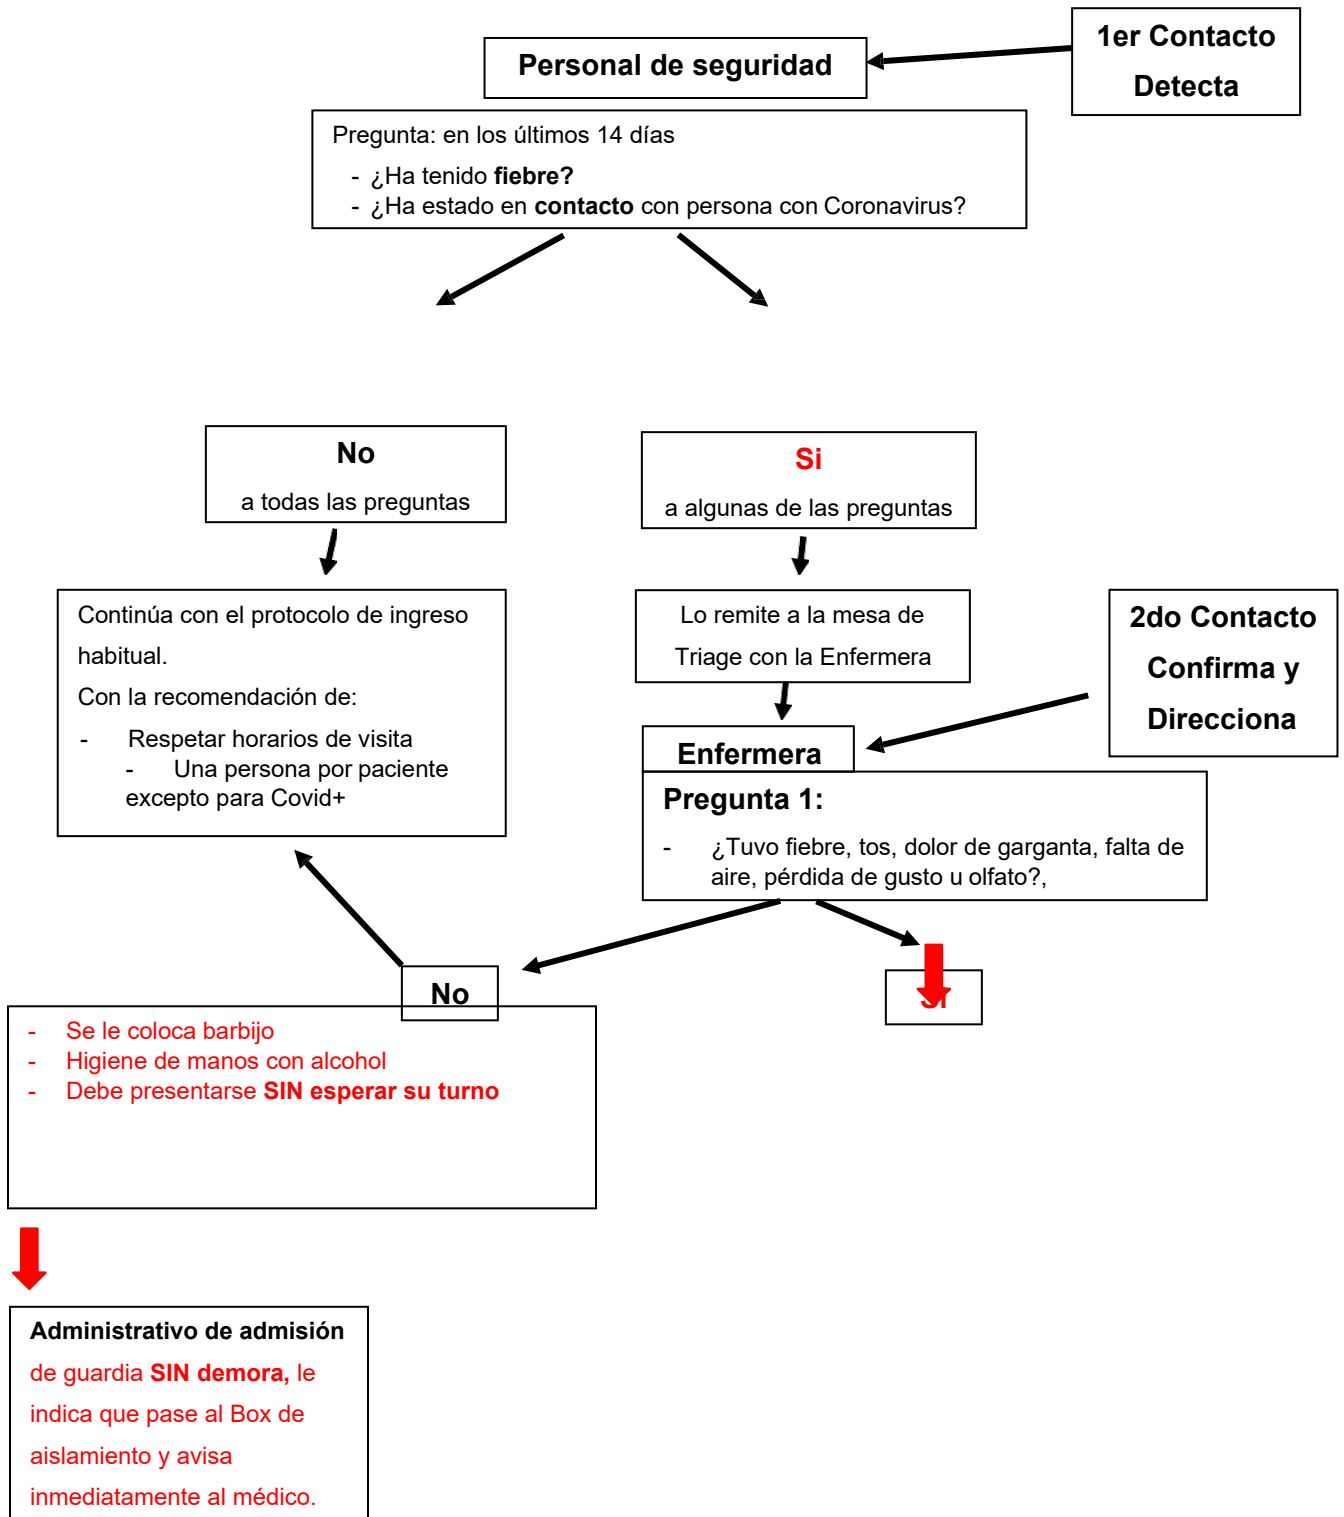 1er Contacto
Detecta
Personal de seguridad
Pregunta: en los últimos 14 días
- ¿Ha tenido fiebre?
- ¿Ha estado en contacto con persona con Coronavirus?
No
a todas las preguntas
Si
a algunas de las preguntas
Continúa con el protocolo de ingreso
habitual.
Con la recomendación de:
- Respetar horarios de visita
- Una persona por paciente
excepto para Covid+
Lo remite a la mesa de
Triage con la Enfermera
2do Contacto
Confirma y
Direcciona
Enfermera
Pregunta 1:
- ¿Tuvo fiebre, tos, dolor de garganta, falta de
aire, pérdida de gusto u olfato?,
No
Si
- Se le coloca barbijo
- Higiene de manos con alcohol
- Debe presentarse SIN esperar su turno
Administrativo de admisión
de guardia SIN demora, le
indica que pase al Box de
aislamiento y avisa
inmediatamente al médico.